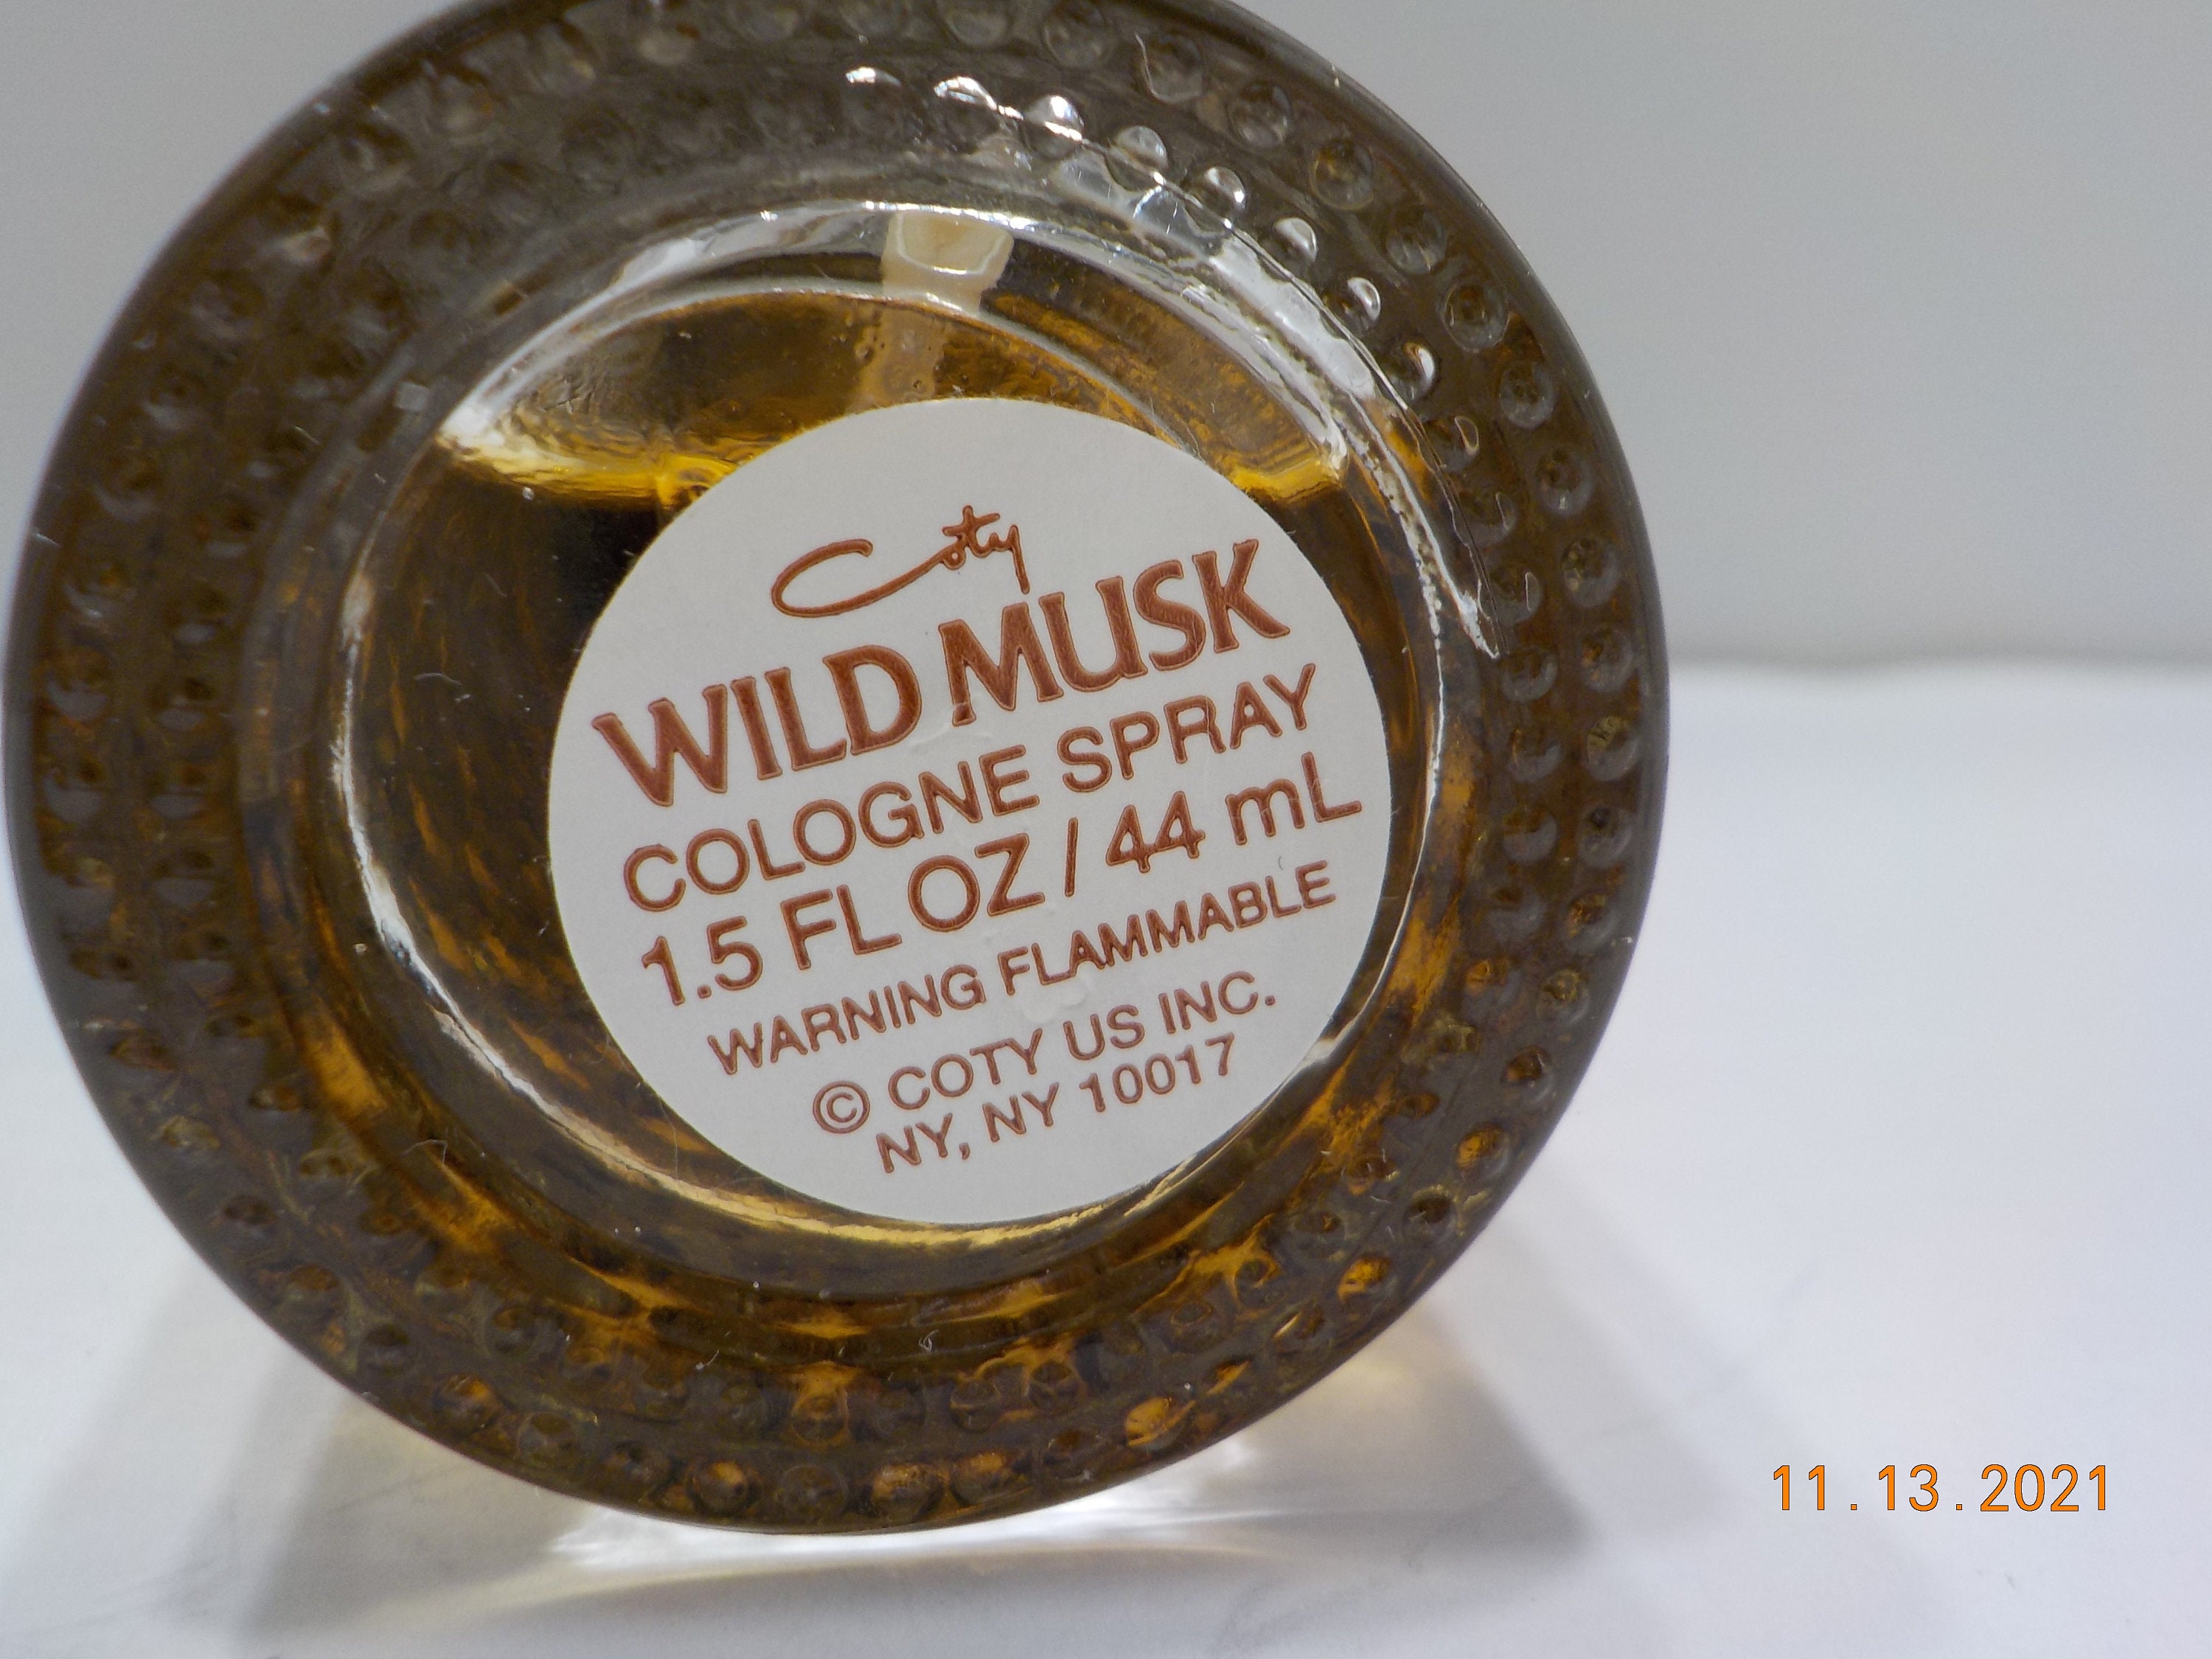 Coty
WILD MUSK
COLOGNE SPRAY
1.5 FL OZ / 44 mL
WARNING FLAMMABLE
© COTY US INC.
NY, NY 10017
11.13.2021